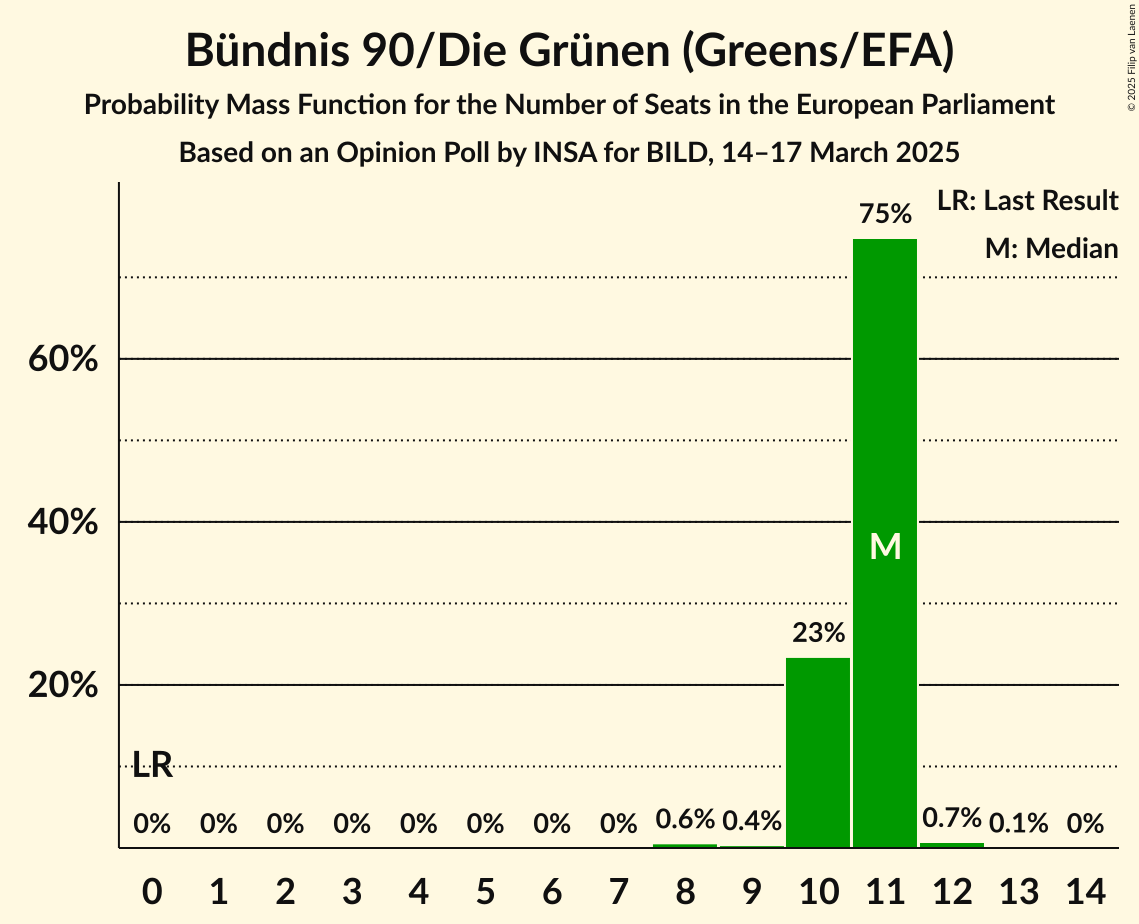 Bündnis 90/Die Grünen (Greens/EFA)
Probability Mass Function for the Number of Seats in the European Parliament
Based on an Opinion Poll by INSA for BILD, 14–17 March 2025
© 2025 Filip van Laenen
LR: Last Result
M: Median
75%
60%
40%
M
23%
20%
LR
0% 0% 0% 0% 0% 0% 0% 0% 0.6% 0.4% 0.7% 0.1% 0%
0 1 2 3 4 5 6 7 8 9 10 11 12 13 14